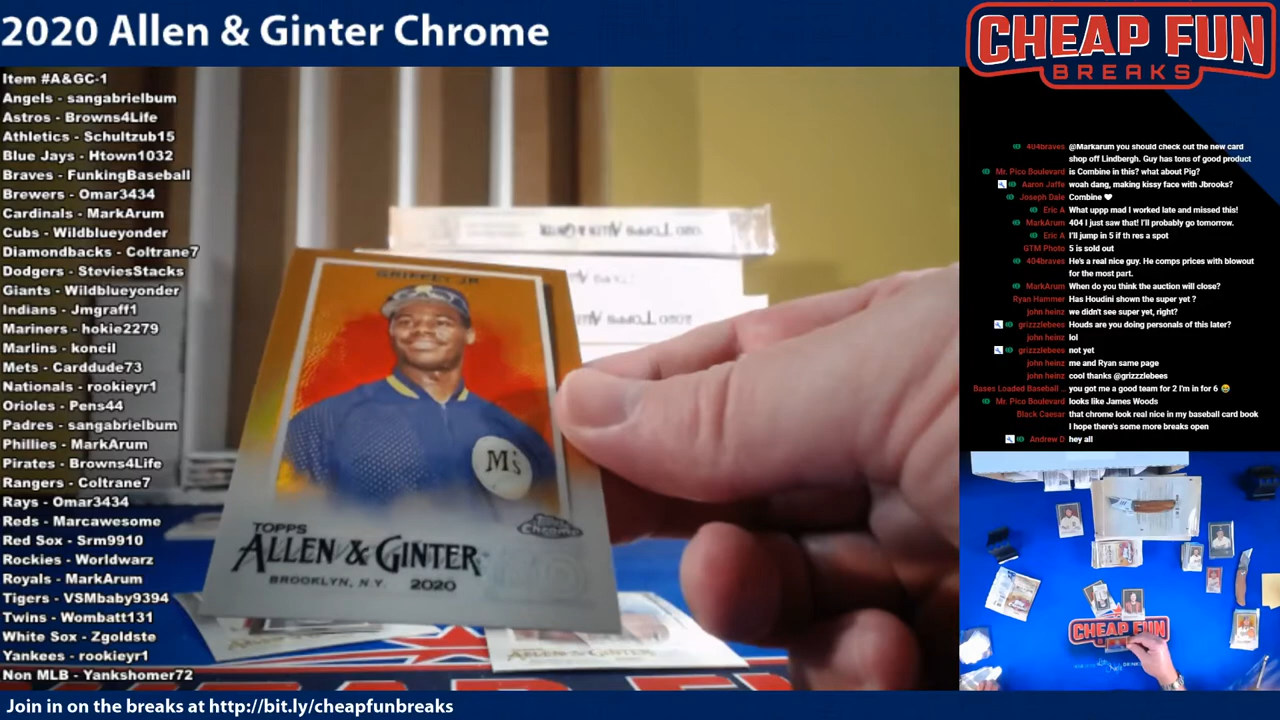 2020 Allen & Ginter Chrome
CHEAP FUN
BREAKS
Item #A&GC-1
Angels - sangabrielbum
Astros - Browns4Life
Athletics - Schultzub15
Blue Jays - Htown1032
Braves - FunkingBaseball
Brewers - Omar3434
Cardinals - MarkArum
Cubs - Wildblueyonder
Diamondbacks - Coltrane7
Dodgers - SteviesStacks
Giants - Wildblueyonder
Indians - Jmgraff1
Mariners - hokie2279
Marlins - koneil
Mets - Carddude73
Nationals - rookieyr1
Orioles - Pens44
Padres - sangabrielbum
Phillies - MarkArum
Pirates - Browns4Life
Rangers - Coltrane7
Rays - Omar3434
Reds - Marcawesome
Red Sox - Srm9910
Rockies - Worldwarz
Royals - MarkArum
Tigers - VSMbaby9394
Twins - Wombatt131
White Sox - Zgoldste
Yankees - rookieyr1
Non MLB - Yankshomer72
GRIFFEY JR
M's
Topps
Chrome
TOPPS
ALLEN & GINTER
BROOKLYN, N.Y. 2020
404braves @Markarum you should check out the new card
shop off Lindbergh. Guy has tons of good product
Mr. Pico Boulevard is Combine in this? what about Pig?
Aaron Jaffe woah dang, making kissy face with Jbrooks?
Joseph Dale Combine
Eric A What uppp mad I worked late and missed this!
MarkArum 404 I just saw that! I'll probably go tomorrow.
Eric A I'll jump in 5 if th res a spot
GTM Photo 5 is sold out
404braves He's a real nice guy. He comps prices with blowout
for the most part.
MarkArum When do you think the auction will close?
Ryan Hammer Has Houdini shown the super yet ?
john heinz we didn't see super yet, right?
grizzzlebees Houds are you doing personals of this later?
john heinz lol
grizzzlebees not yet
john heinz me and Ryan same page
john heinz cool thanks @grizzzlebees
Bases Loaded Baseball .. you got me a good team for 2 I'm in for 6
Mr. Pico Boulevard looks like James Woods
Black Caesar that chrome look real nice in my baseball card book
I hope there's some more breaks open
Andrew D hey all
CHEAP FUN
Join in on the breaks at http://bit.ly/cheapfunbreaks